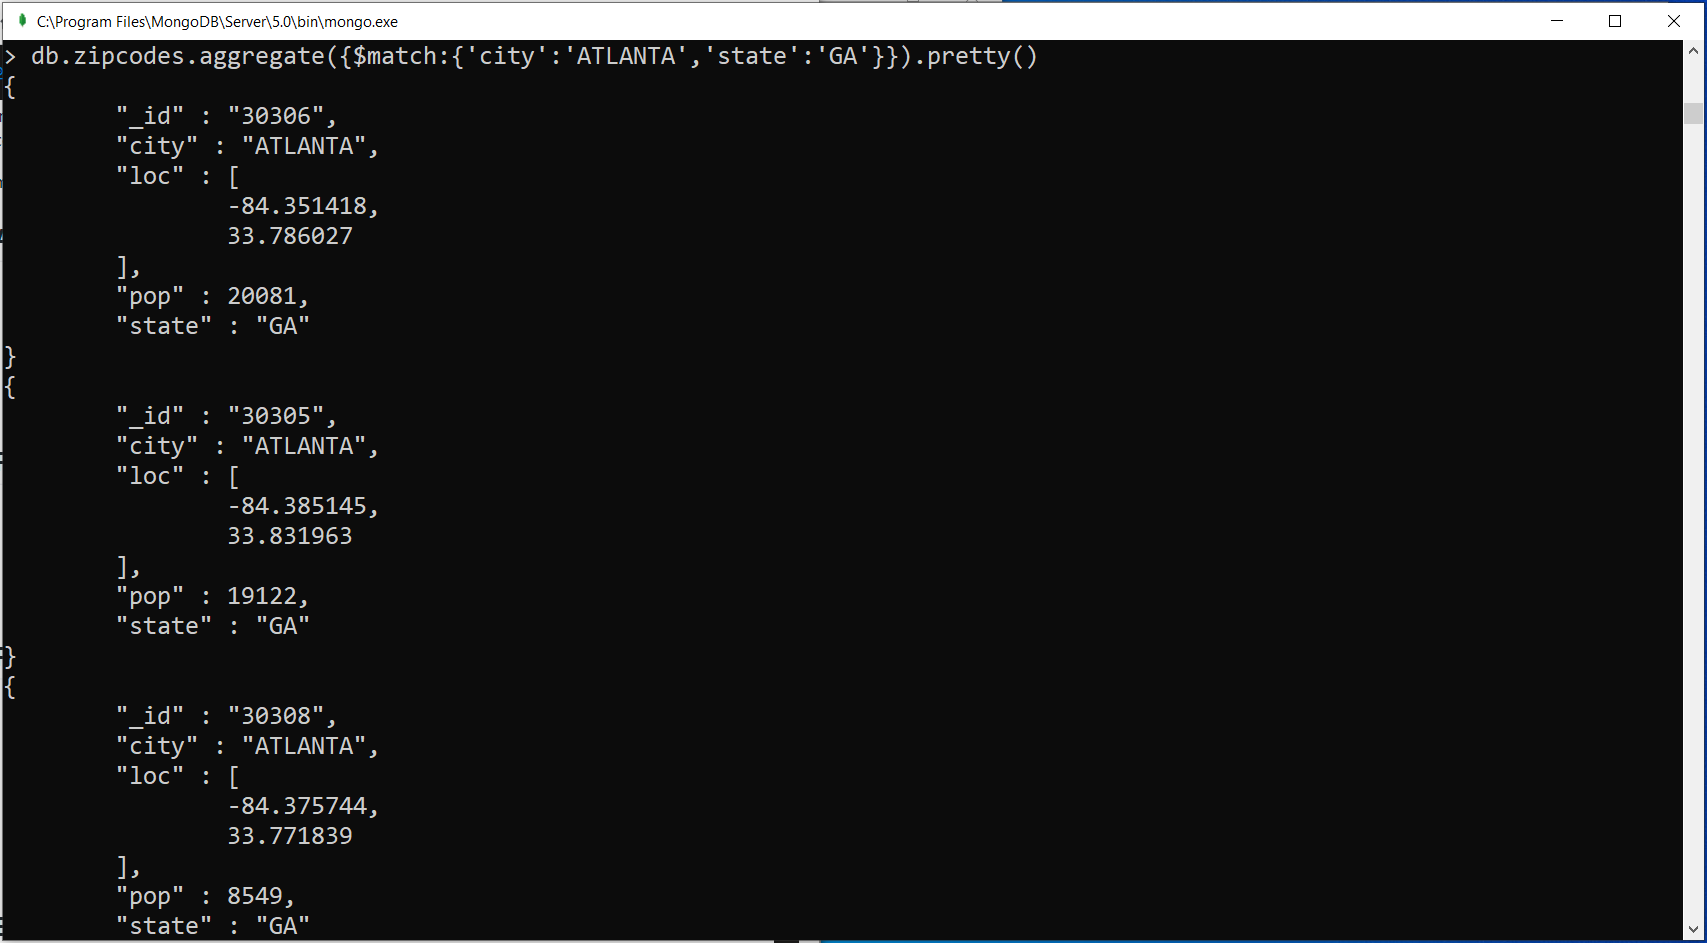 C:\Program Files\MongoDB\Server\5.0\bin\mongo.exe
> db.zipcodes.aggregate({$match:{'city':'ATLANTA','state':'GA'}}).pretty()
{
"_id" : "30306",
"city" : "ATLANTA",
"loc" : [
-84.351418,
33.786027
],
"pop" : 20081,
"state" : "GA"
}
{
"_id" : "30305",
"city" : "ATLANTA",
"loc" : [
-84.385145,
33.831963
],
"pop" : 19122,
"state" : "GA"
}
{
"_id" : "30308",
"city" : "ATLANTA",
"loc" : [
-84.375744,
33.771839
],
"pop" : 8549,
"state" : "GA"